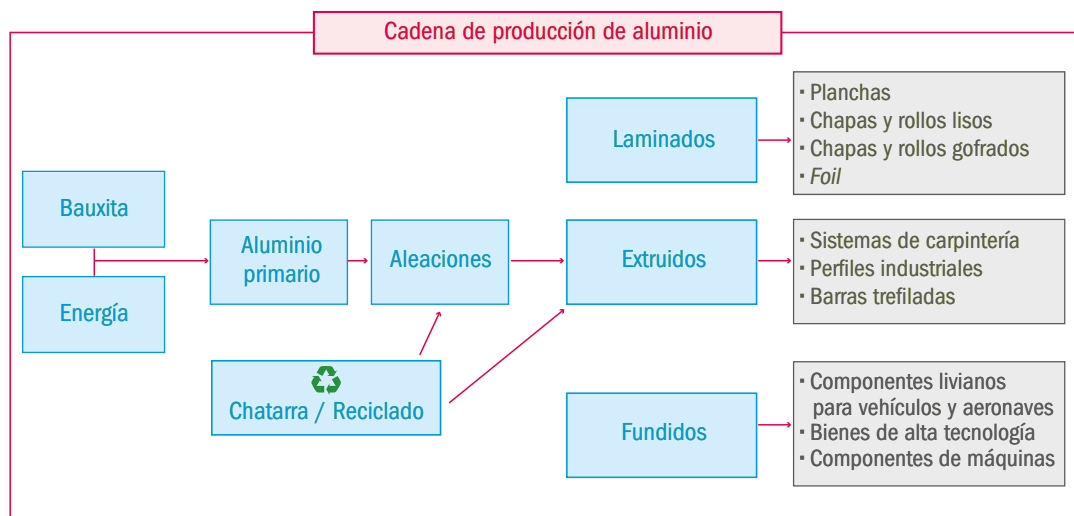 Cadena de producción de aluminio
Bauxita
Energía
Aluminio
primario
Aleaciones
Chatarra / Reciclado
Laminados
· Planchas
· Chapas y rollos lisos
· Chapas y rollos gofrados
· Foil
Extruidos
· Sistemas de carpintería
· Perfiles industriales
· Barras trefiladas
Fundidos
· Componentes livianos
para vehículos y aeronaves
· Bienes de alta tecnología
· Componentes de máquinas